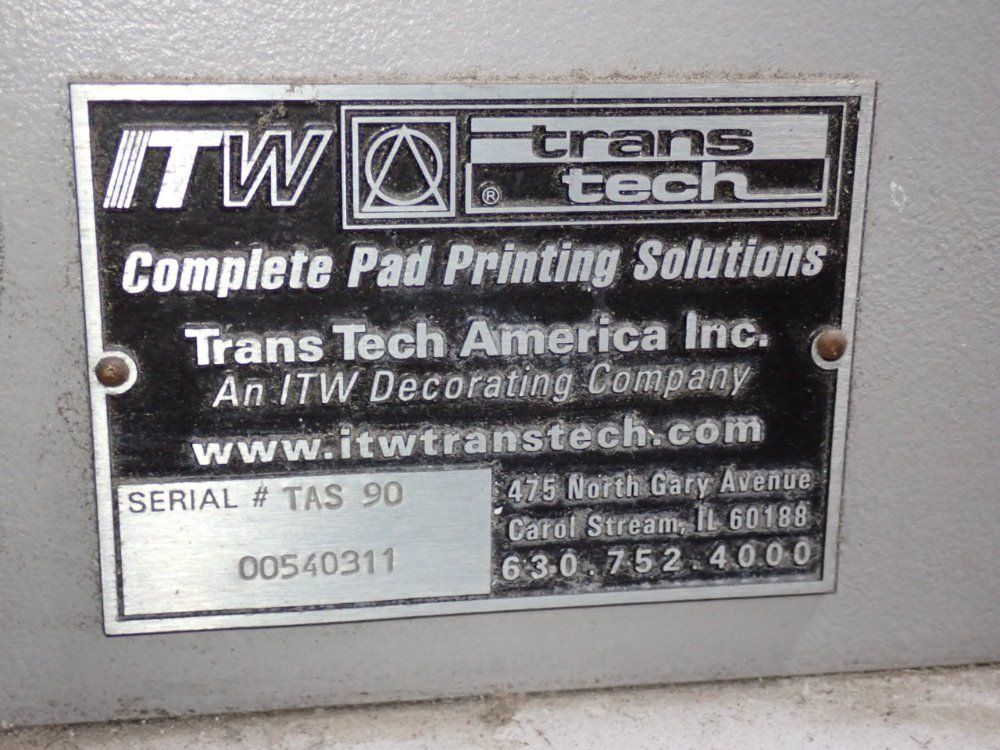 ITW
trans
tech
®
Complete Pad Printing Solutions
Trans Tech America Inc.
An ITW Decorating Company
www.itwtranstech.com
SERIAL # TAS 90
00540311
475 North Gary Avenue
Carol Stream, IL 60188
630.752.4000